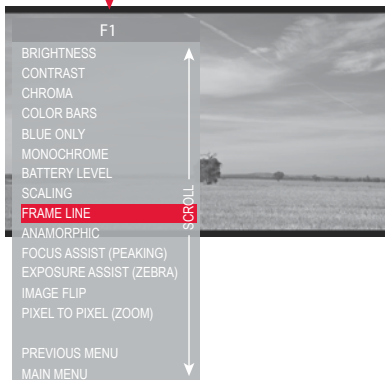 F1
BRIGHTNESS
CONTRAST
CHROMA
COLOR BARS
BLUE ONLY
MONOCHROME
BATTERY LEVEL
SCALING
FRAME LINE
ANAMORPHIC
FOCUS ASSIST (PEAKING)
EXPOSURE ASSIST (ZEBRA)
IMAGE FLIP
PIXEL TO PIXEL (ZOOM)
PREVIOUS MENU
MAIN MENU
SCROLL